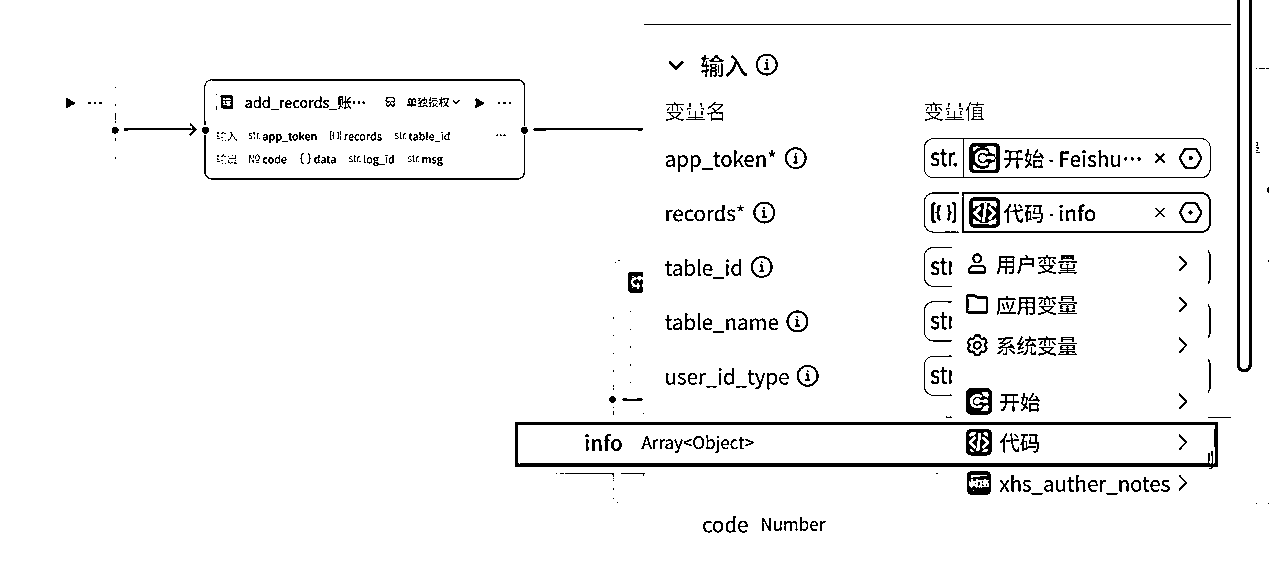 add_records_账… 单独授权
输入 str.app_token [{}]records str.table_id …
输出 Nº code {}data str.log_id str.msg
输入
变量名 变量值
app_token* str. 开始 · Feishu…
records* [{}] 代码 · info
table_id str 用户变量
应用变量
table_name str
系统变量
user_id_type str
开始
info Array<Object> 代码
xhs_auther_notes
code Number